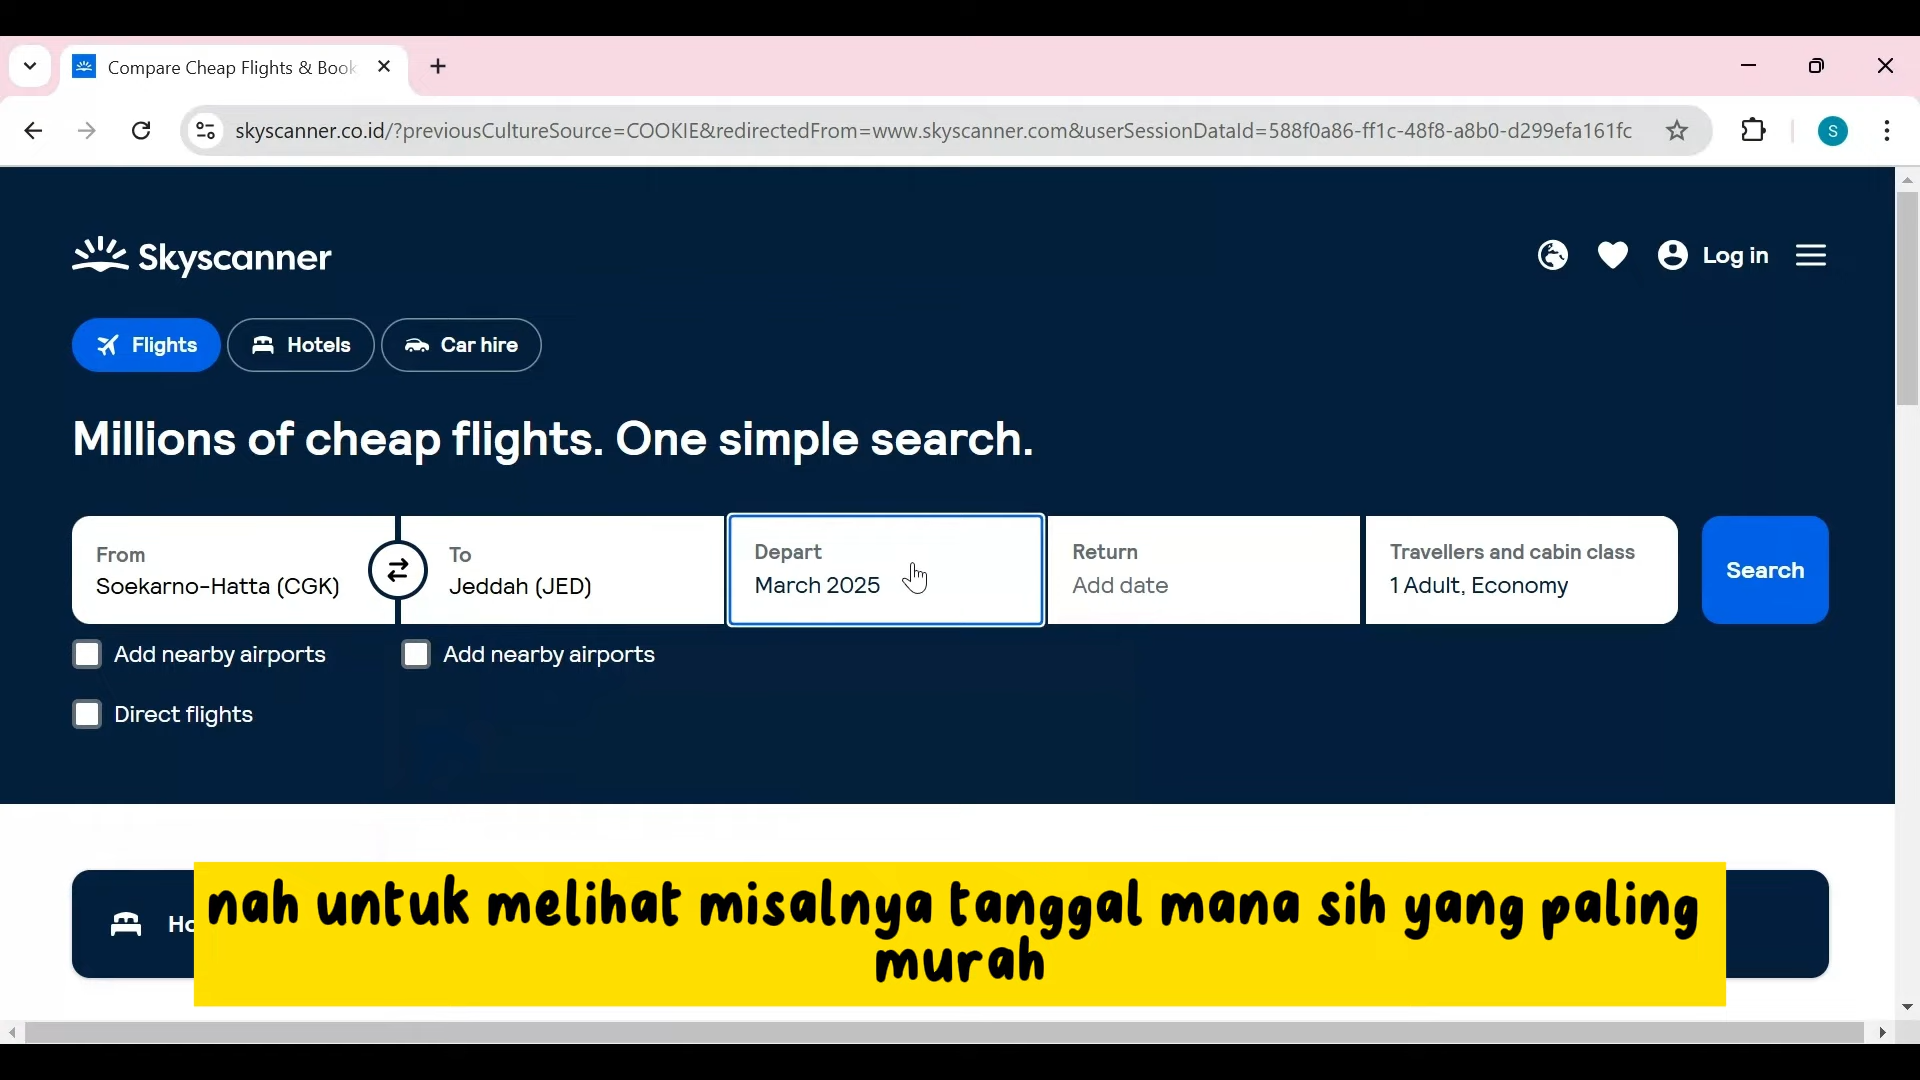 Compare Cheap Flights & Book
skyscanner.co.id/?previousCultureSource=COOKIE&redirectedFrom=www.skyscanner.com&userSessionDataId=588f0a86-ff1c-48f8-a8b0-d299efa161fc
S
Skyscanner
Log in
Flights
Hotels
Car hire
Millions of cheap flights. One simple search.
From
Soekarno-Hatta (CGK)
To
Jeddah (JED)
Depart
March 2025
Return
Add date
Travellers and cabin class
1 Adult, Economy
Search
Add nearby airports
Add nearby airports
Direct flights
Ho
nah untuk melihat misalnya tanggal mana sih yang paling
murah